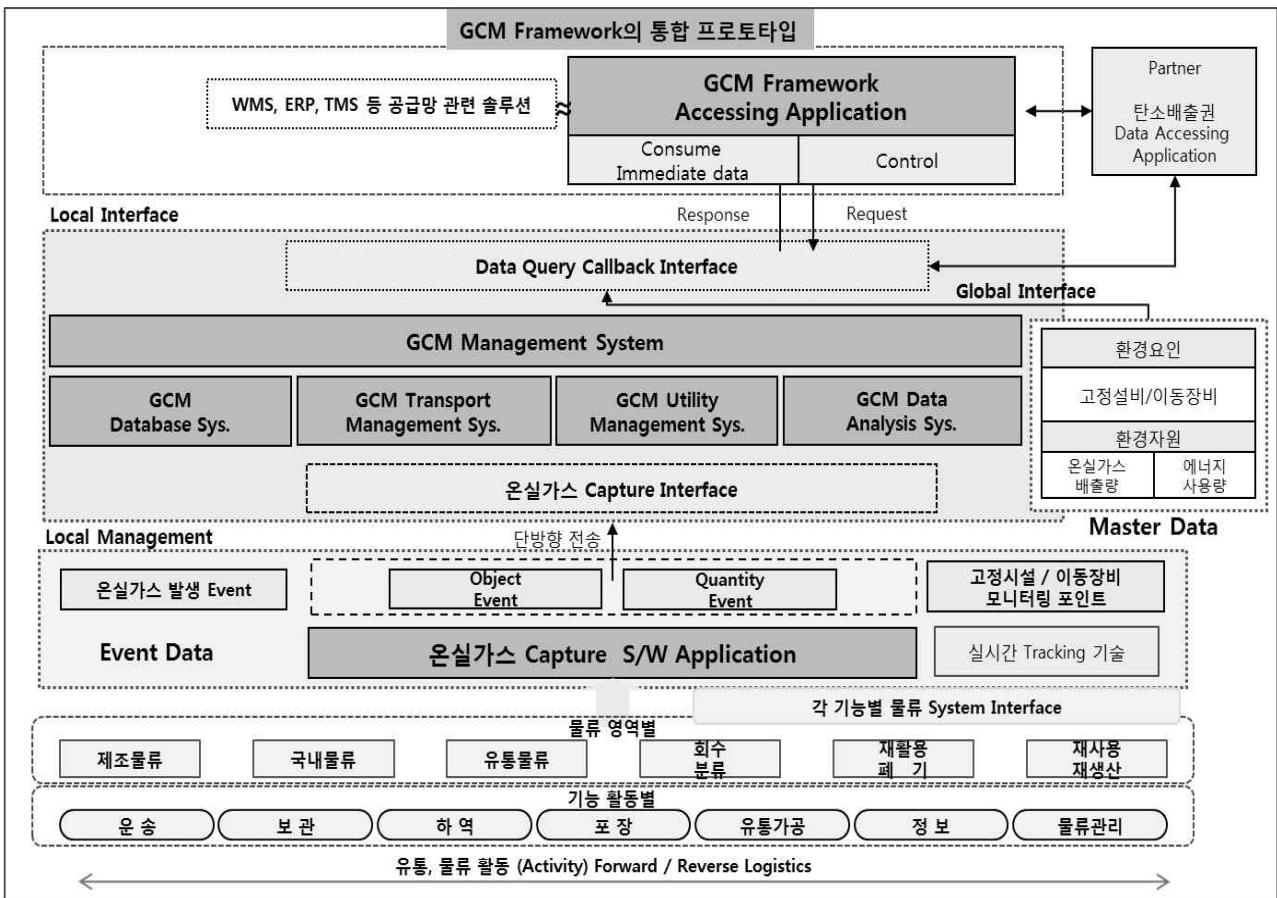 GCM Framework의 통합 프로토타입
WMS, ERP, TMS 등 공급망 관련 솔루션
≈
GCM Framework
Accessing Application
Consume
Immediate data
Control
Partner
탄소배출권
Data Accessing
Application
Local Interface
Response
Request
Data Query Callback Interface
Global Interface
GCM Management System
GCM
Database Sys.
GCM Transport
Management Sys.
GCM Utility
Management Sys.
GCM Data
Analysis Sys.
환경요인
고정설비/이동장비
환경자원
온실가스
배출량
에너지
사용량
Master Data
온실가스 Capture Interface
Local Management
단방향 전송
온실가스 발생 Event
Object
Event
Quantity
Event
고정시설 / 이동장비
모니터링 포인트
Event Data
온실가스 Capture S/W Application
실시간 Tracking 기술
각 기능별 물류 System Interface
물류 영역별
제조물류
국내물류
유통물류
회수
분류
재활용
폐 기
재사용
재생산
기능 활동별
운 송
보 관
하 역
포 장
유통가공
정 보
물류관리
유통, 물류 활동 (Activity) Forward / Reverse Logistics